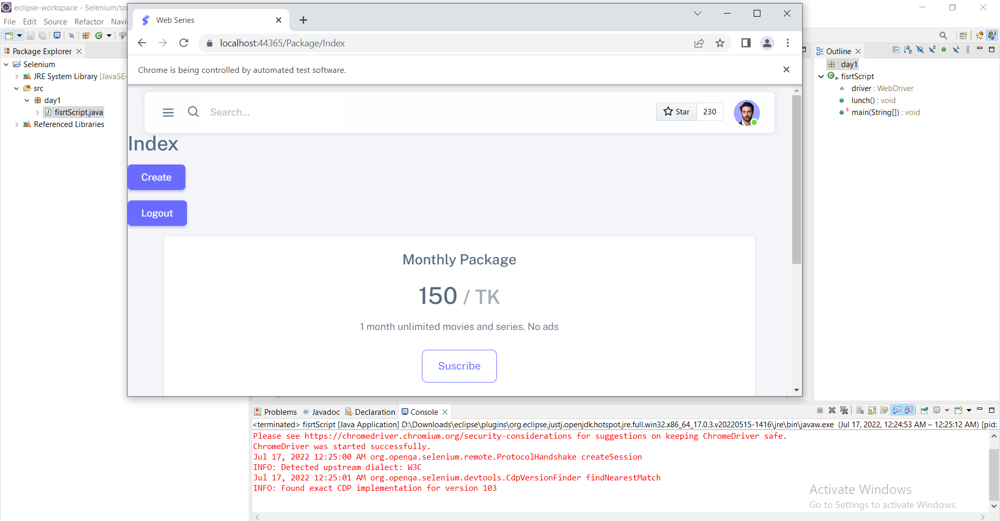 eclipse-workspace - Selenium/src
File Edit Source Refactor Navi
Package Explorer
Selenium
JRE System Library [JavaSE-
src
day1
fisrtScript.java
Referenced Libraries
Web Series
localhost:44365/Package/Index
Chrome is being controlled by automated test software.
Search...
Star 230
Index
Create
Logout
Monthly Package
150 / TK
1 month unlimited movies and series. No ads
Suscribe
Outline
day1
fisrtScript
driver : WebDriver
lunch() : void
main(String[]) : void
Problems @ Javadoc Declaration Console
<terminated> fisrtScript [Java Application] D:\Downloads\eclipse\plugins\org.eclipse.justj.openjdk.hotspot.jre.full.win32.x86_64_17.0.3.v20220515-1416\jre\bin\javaw.exe (Jul 17, 2022, 12:24:53 AM – 12:25:12 AM) [pid:
Please see https://chromedriver.chromium.org/security-considerations for suggestions on keeping ChromeDriver safe.
ChromeDriver was started successfully.
Jul 17, 2022 12:25:00 AM org.openqa.selenium.remote.ProtocolHandshake createSession
INFO: Detected upstream dialect: W3C
Jul 17, 2022 12:25:01 AM org.openqa.selenium.devtools.CdpVersionFinder findNearestMatch
INFO: Found exact CDP implementation for version 103
Activate Windows
Go to Settings to activate Windows.